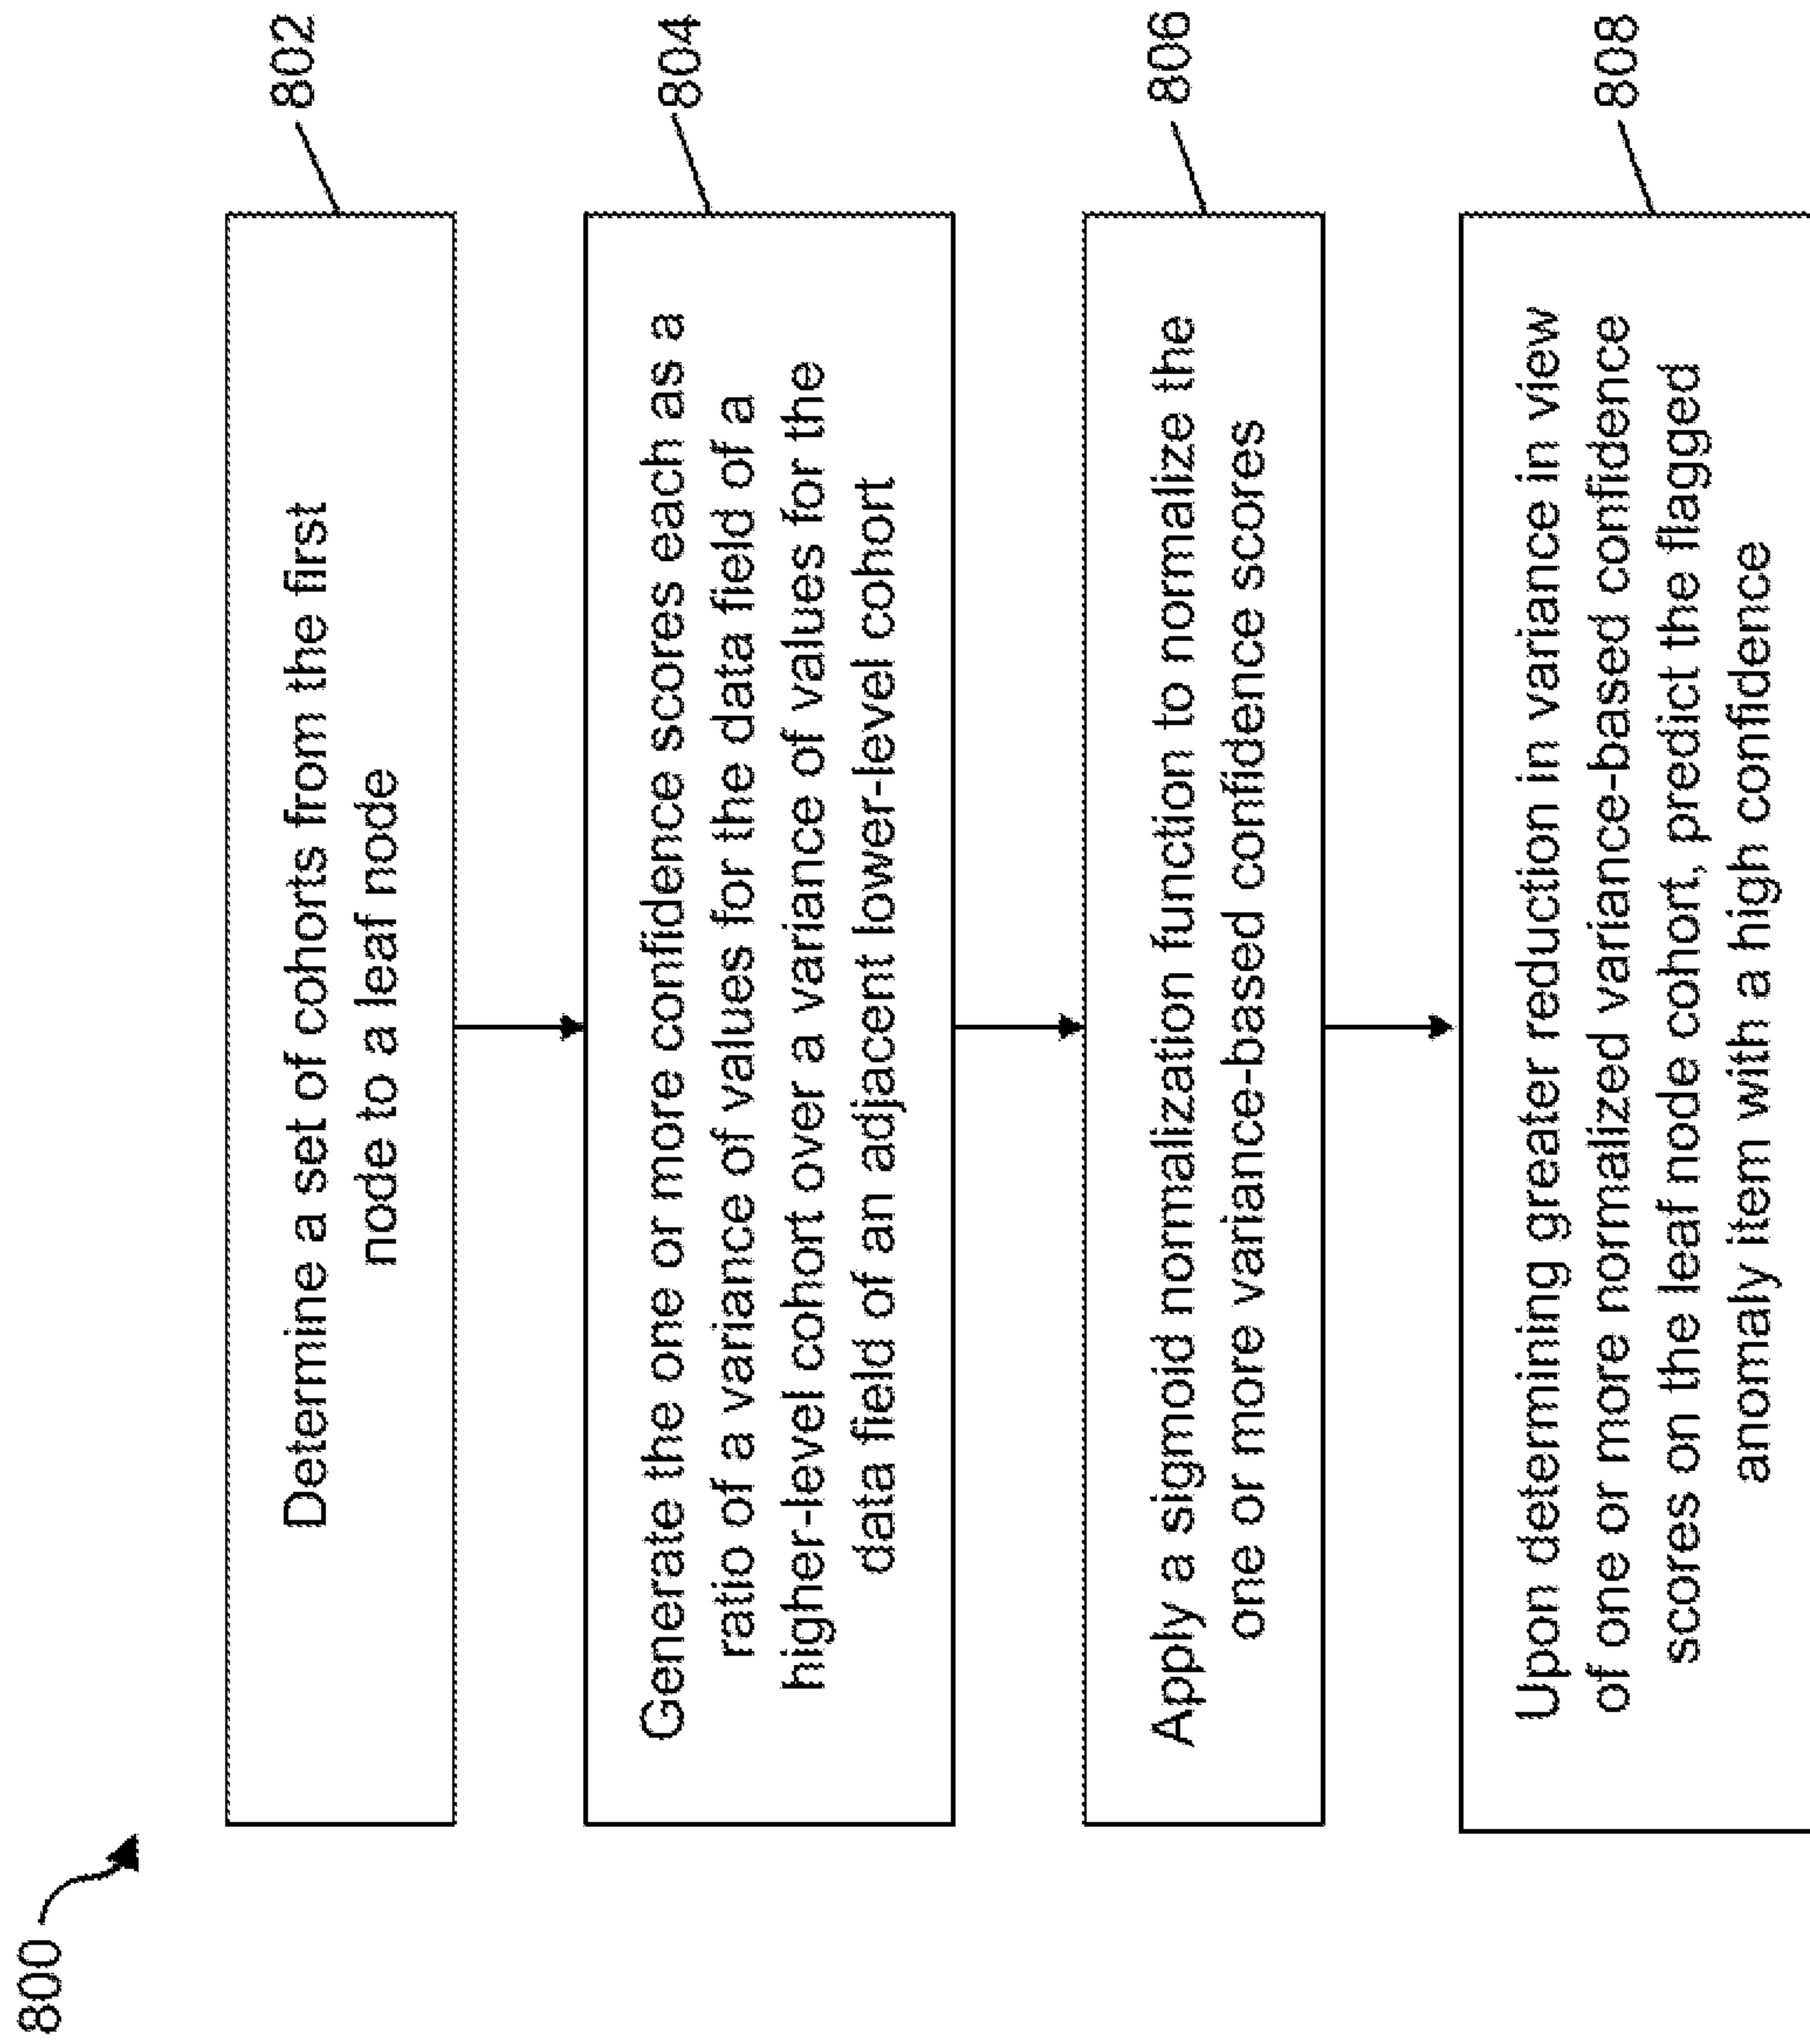 800
802
Determine a set of cohorts from the first
node to a leaf node
804
Generate the one or more confidence scores each as a
ratio of a variance of values for the data field of a
higher-level cohort over a variance of values for the
data field of an adjacent lower-level cohort
806
Apply a sigmoid normalization function to normalize the
one or more variance-based confidence scores
808
Upon determining greater reduction in variance in view
of one or more normalized variance-based confidence
scores on the leaf node cohort, predict the flagged
anomaly item with a high confidence